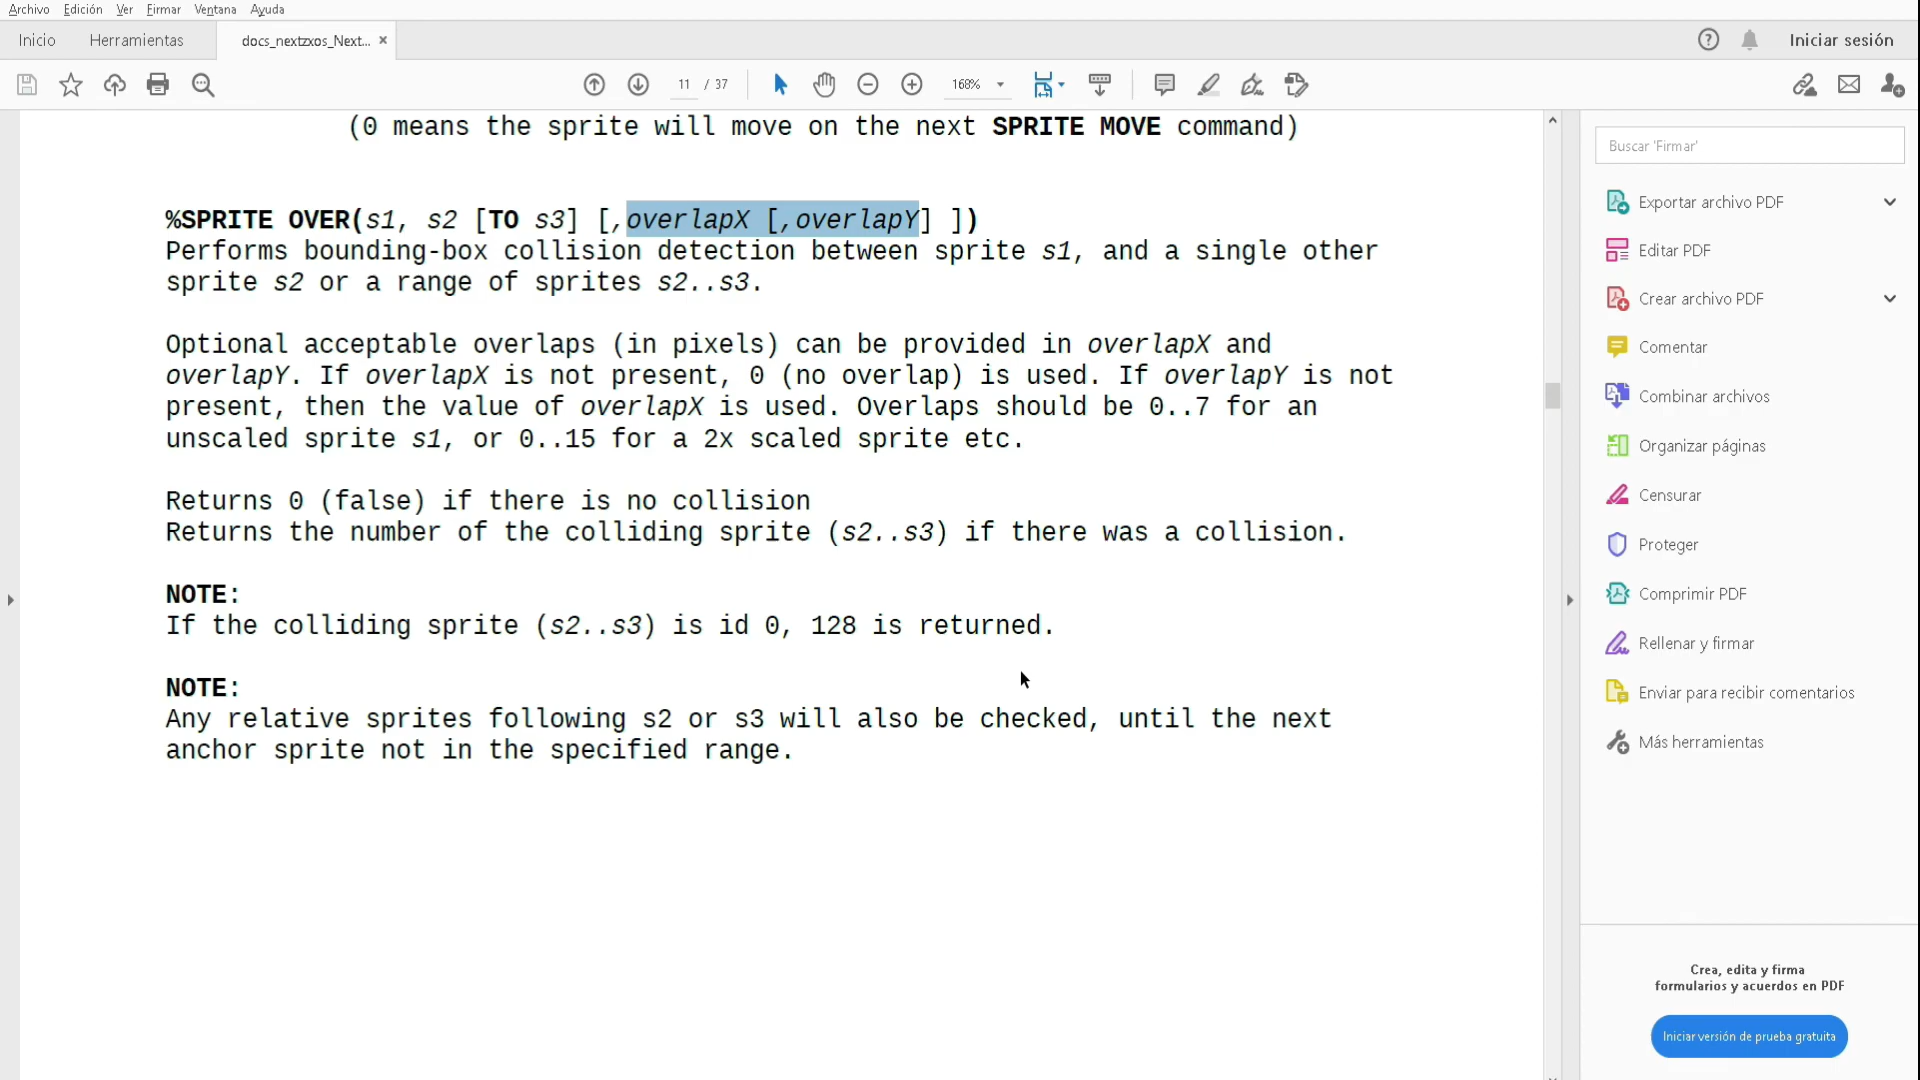 Archivo Edición Ver Firmar Ventana Ayuda
Inicio Herramientas docs_nextzxos_Next... × Iniciar sesión
11 / 37 168%
(0 means the sprite will move on the next SPRITE MOVE command)
%SPRITE OVER(s1, s2 [TO s3] [,overlapX [,overlapY] ])
Performs bounding-box collision detection between sprite s1, and a single other
sprite s2 or a range of sprites s2..s3.
Optional acceptable overlaps (in pixels) can be provided in overlapX and
overlapY. If overlapX is not present, 0 (no overlap) is used. If overlapY is not
present, then the value of overlapX is used. Overlaps should be 0..7 for an
unscaled sprite s1, or 0..15 for a 2x scaled sprite etc.
Returns 0 (false) if there is no collision
Returns the number of the colliding sprite (s2..s3) if there was a collision.
NOTE:
If the colliding sprite (s2..s3) is id 0, 128 is returned.
NOTE:
Any relative sprites following s2 or s3 will also be checked, until the next
anchor sprite not in the specified range.
Buscar 'Firmar'
Exportar archivo PDF
Editar PDF
Crear archivo PDF
Comentar
Combinar archivos
Organizar páginas
Censurar
Proteger
Comprimir PDF
Rellenar y firmar
Enviar para recibir comentarios
Más herramientas
Crea, edita y firma
formularios y acuerdos en PDF
Iniciar versión de prueba gratuita